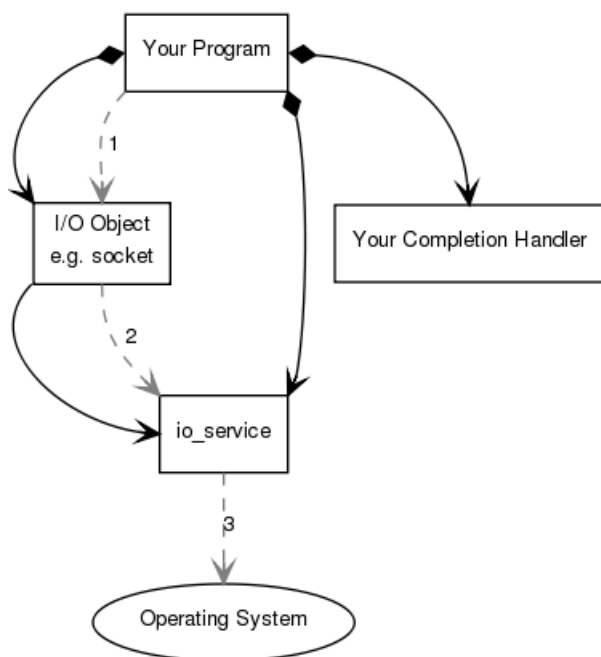 Your Program
1
I/O Object
e.g. socket
Your Completion Handler
2
io_service
3
Operating System